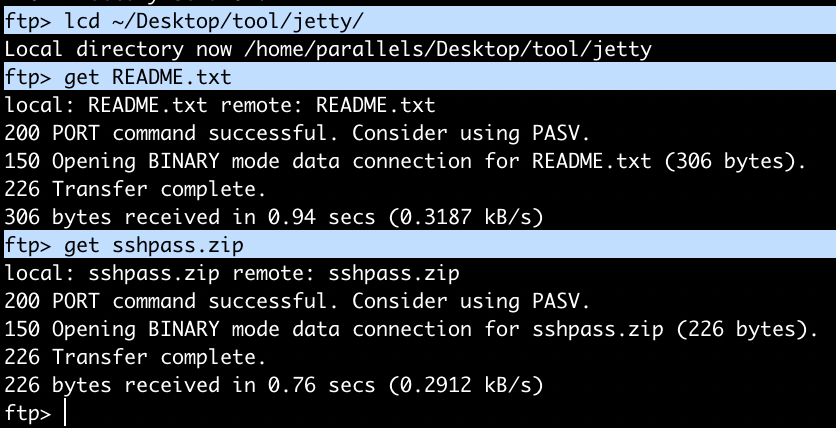 ftp> lcd ~/Desktop/tool/jetty/
Local directory now /home/parallels/Desktop/tool/jetty
ftp> get README.txt
local: README.txt remote: README.txt
200 PORT command successful. Consider using PASV.
150 Opening BINARY mode data connection for README.txt (306 bytes).
226 Transfer complete.
306 bytes received in 0.94 secs (0.3187 kB/s)
ftp> get sshpass.zip
local: sshpass.zip remote: sshpass.zip
200 PORT command successful. Consider using PASV.
150 Opening BINARY mode data connection for sshpass.zip (226 bytes).
226 Transfer complete.
226 bytes received in 0.76 secs (0.2912 kB/s)
ftp>